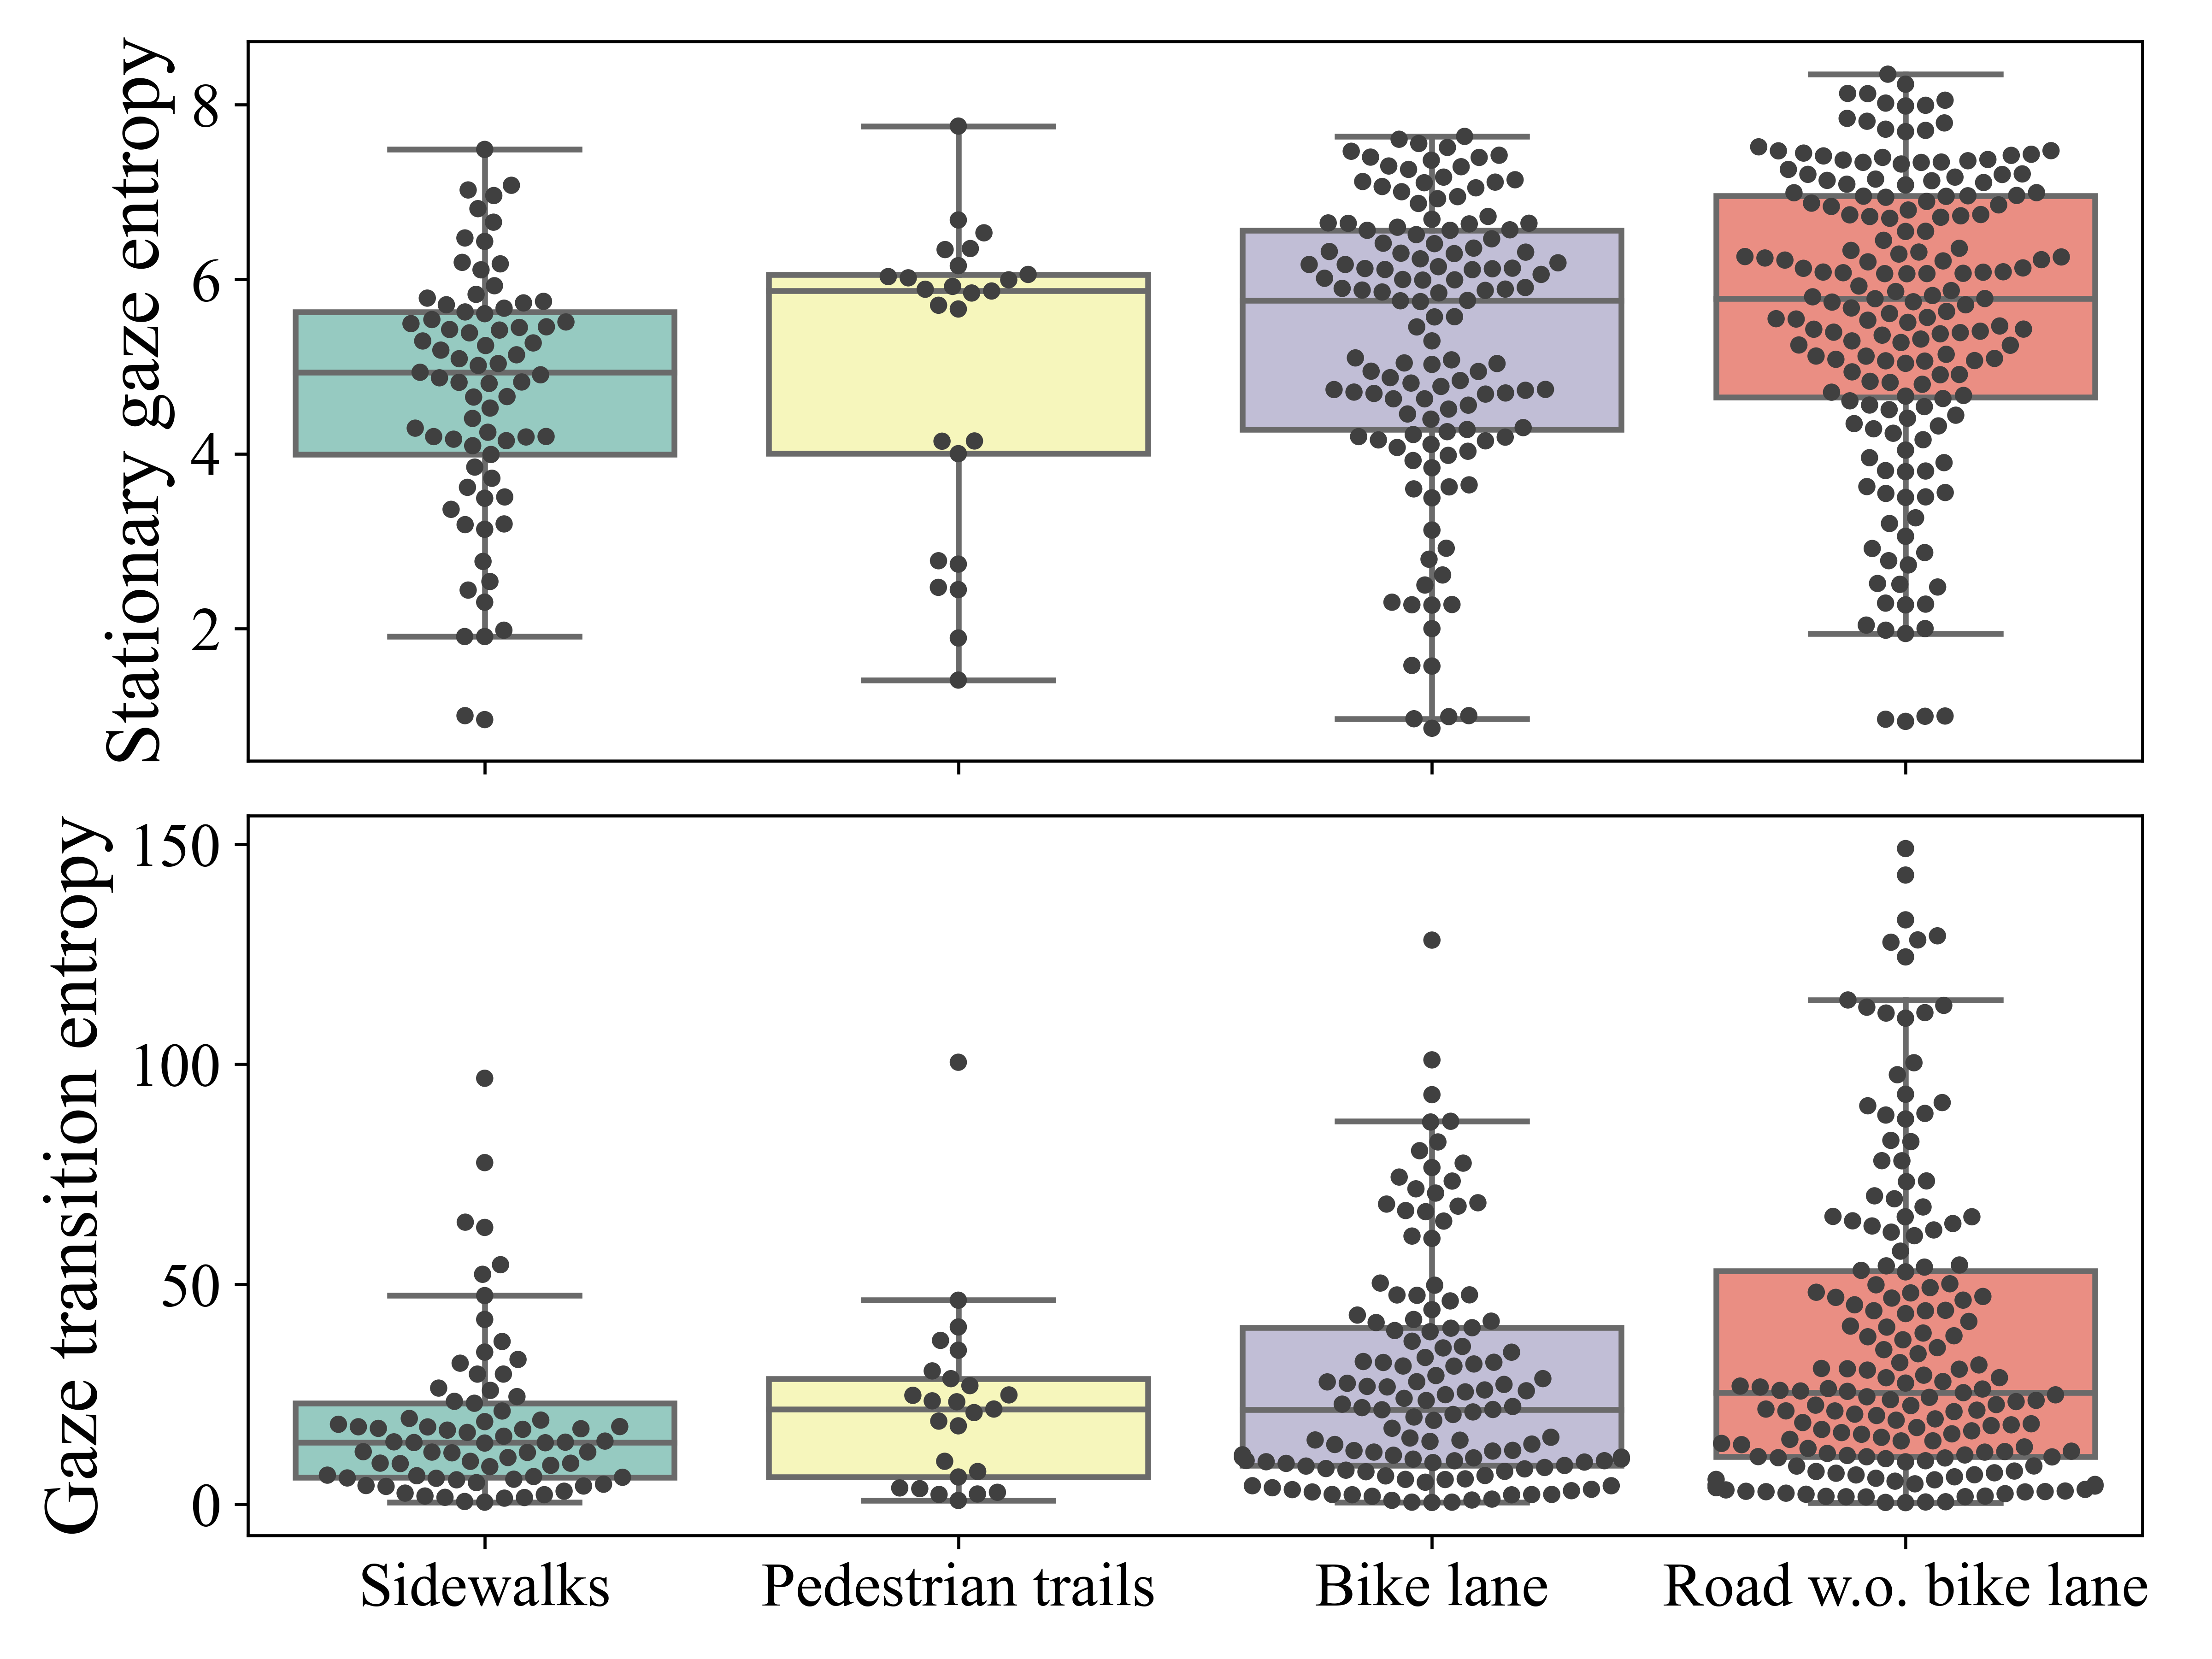 Stationary gaze entropy
8
6
4
2
Gaze transition entropy
150
100
50
0
Sidewalks
Pedestrian trails
Bike lane
Road w.o. bike lane